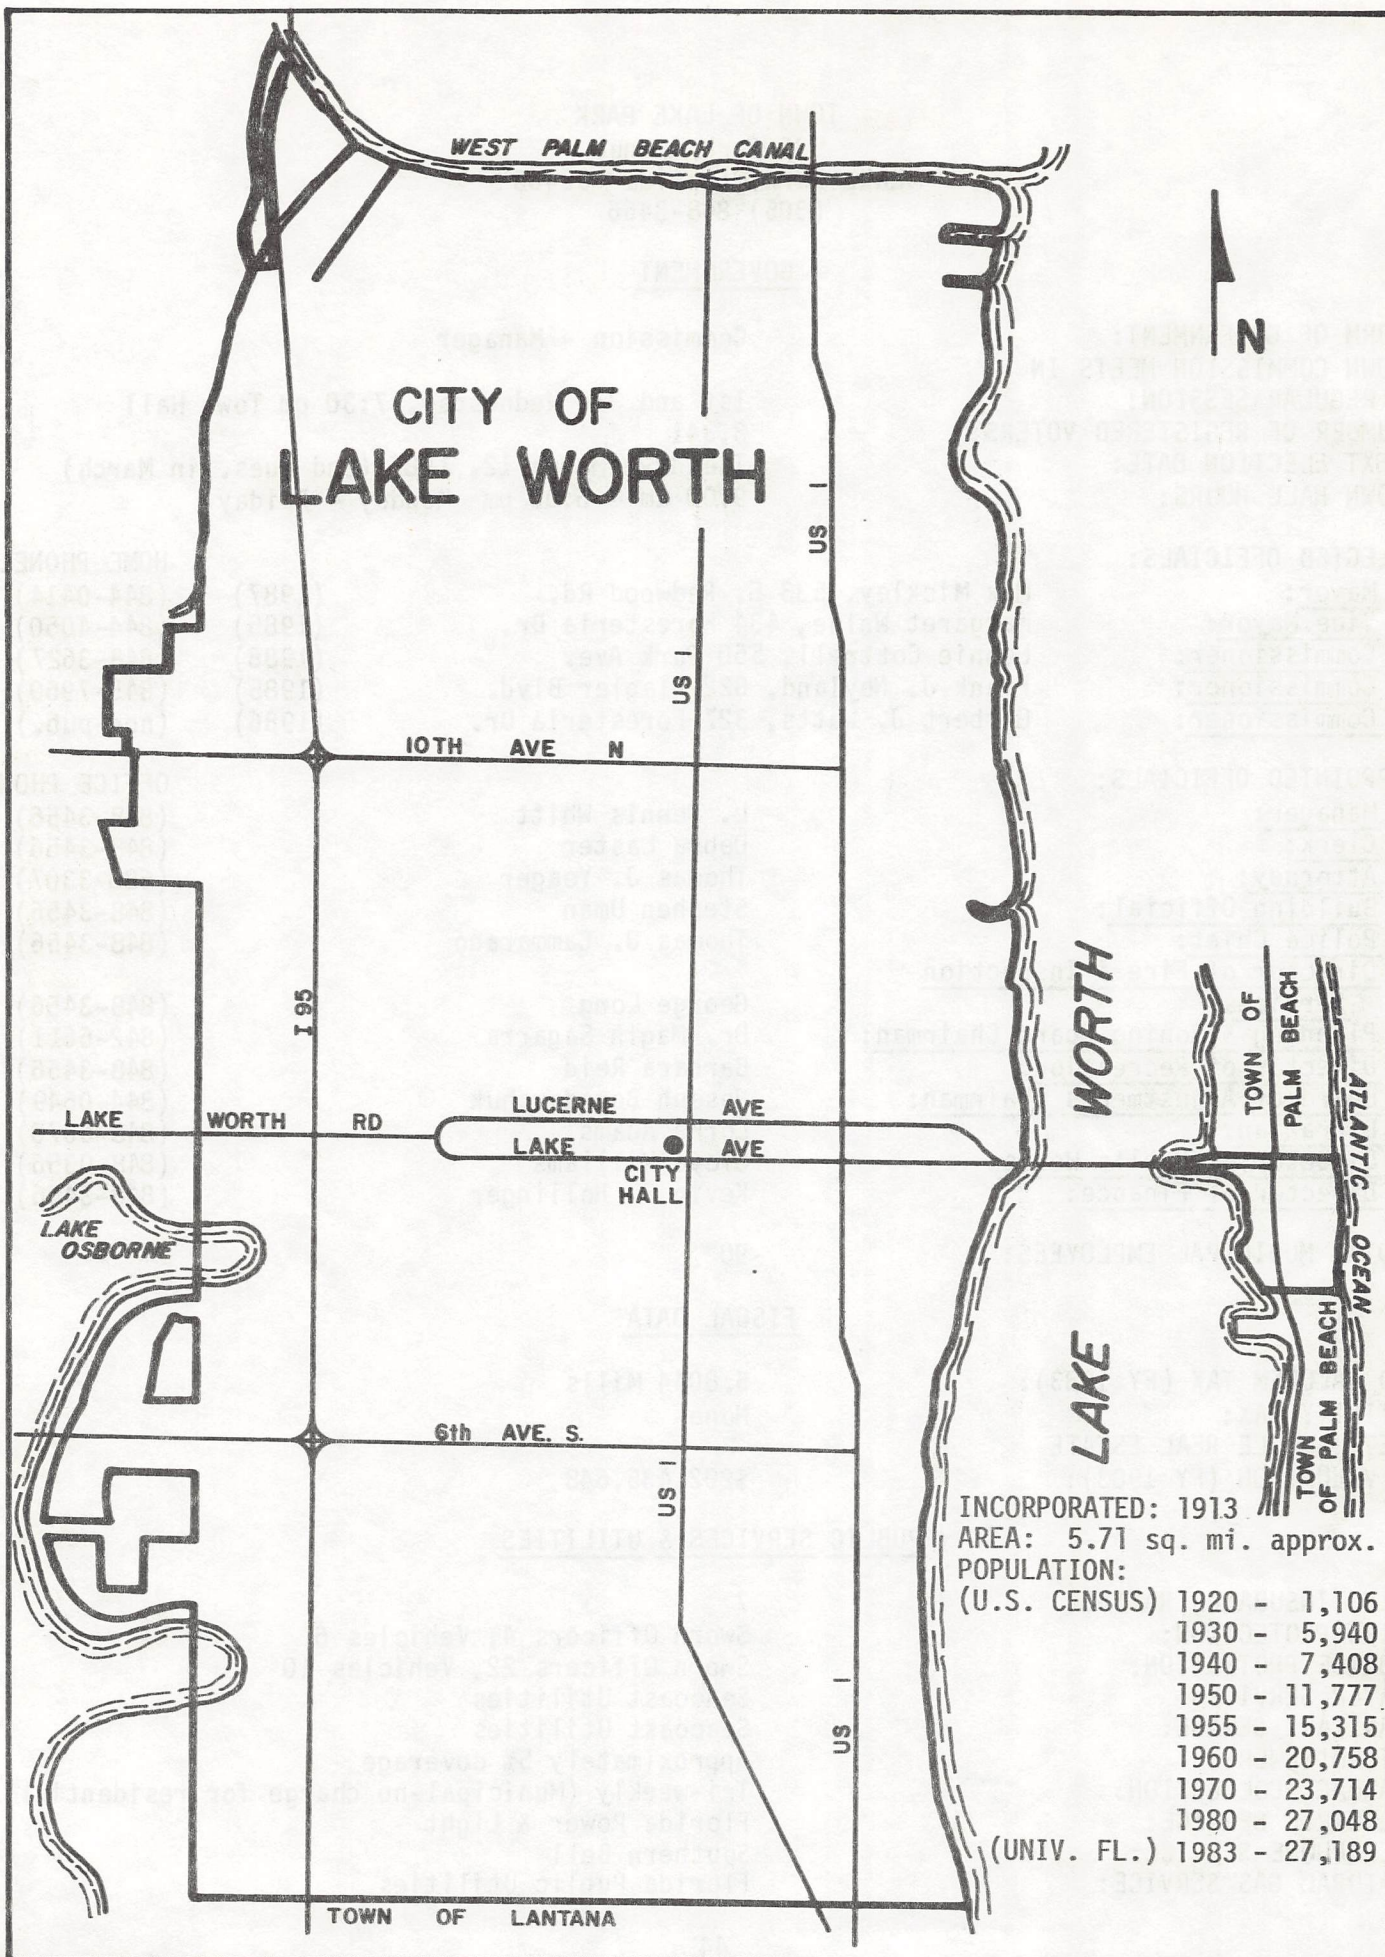 WEST PALM BEACH CANAL
N
CITY OF
LAKE WORTH
US 1
US 1
10TH AVE N
I 95
WORTH
TOWN OF
PALM BEACH
ATLANTIC OCEAN
LAKE WORTH RD
LUCERNE AVE
LAKE AVE
CITY
HALL
LAKE
OSBORNE
LAKE
TOWN
OF PALM BEACH
6th AVE. S.
US 1
US 1
INCORPORATED: 1913
AREA: 5.71 sq. mi. approx.
POPULATION:
(U.S. CENSUS) 1920 - 1,106
1930 - 5,940
1940 - 7,408
1950 - 11,777
1955 - 15,315
1960 - 20,758
1970 - 23,714
1980 - 27,048
(UNIV. FL.) 1983 - 27,189
TOWN OF LANTANA